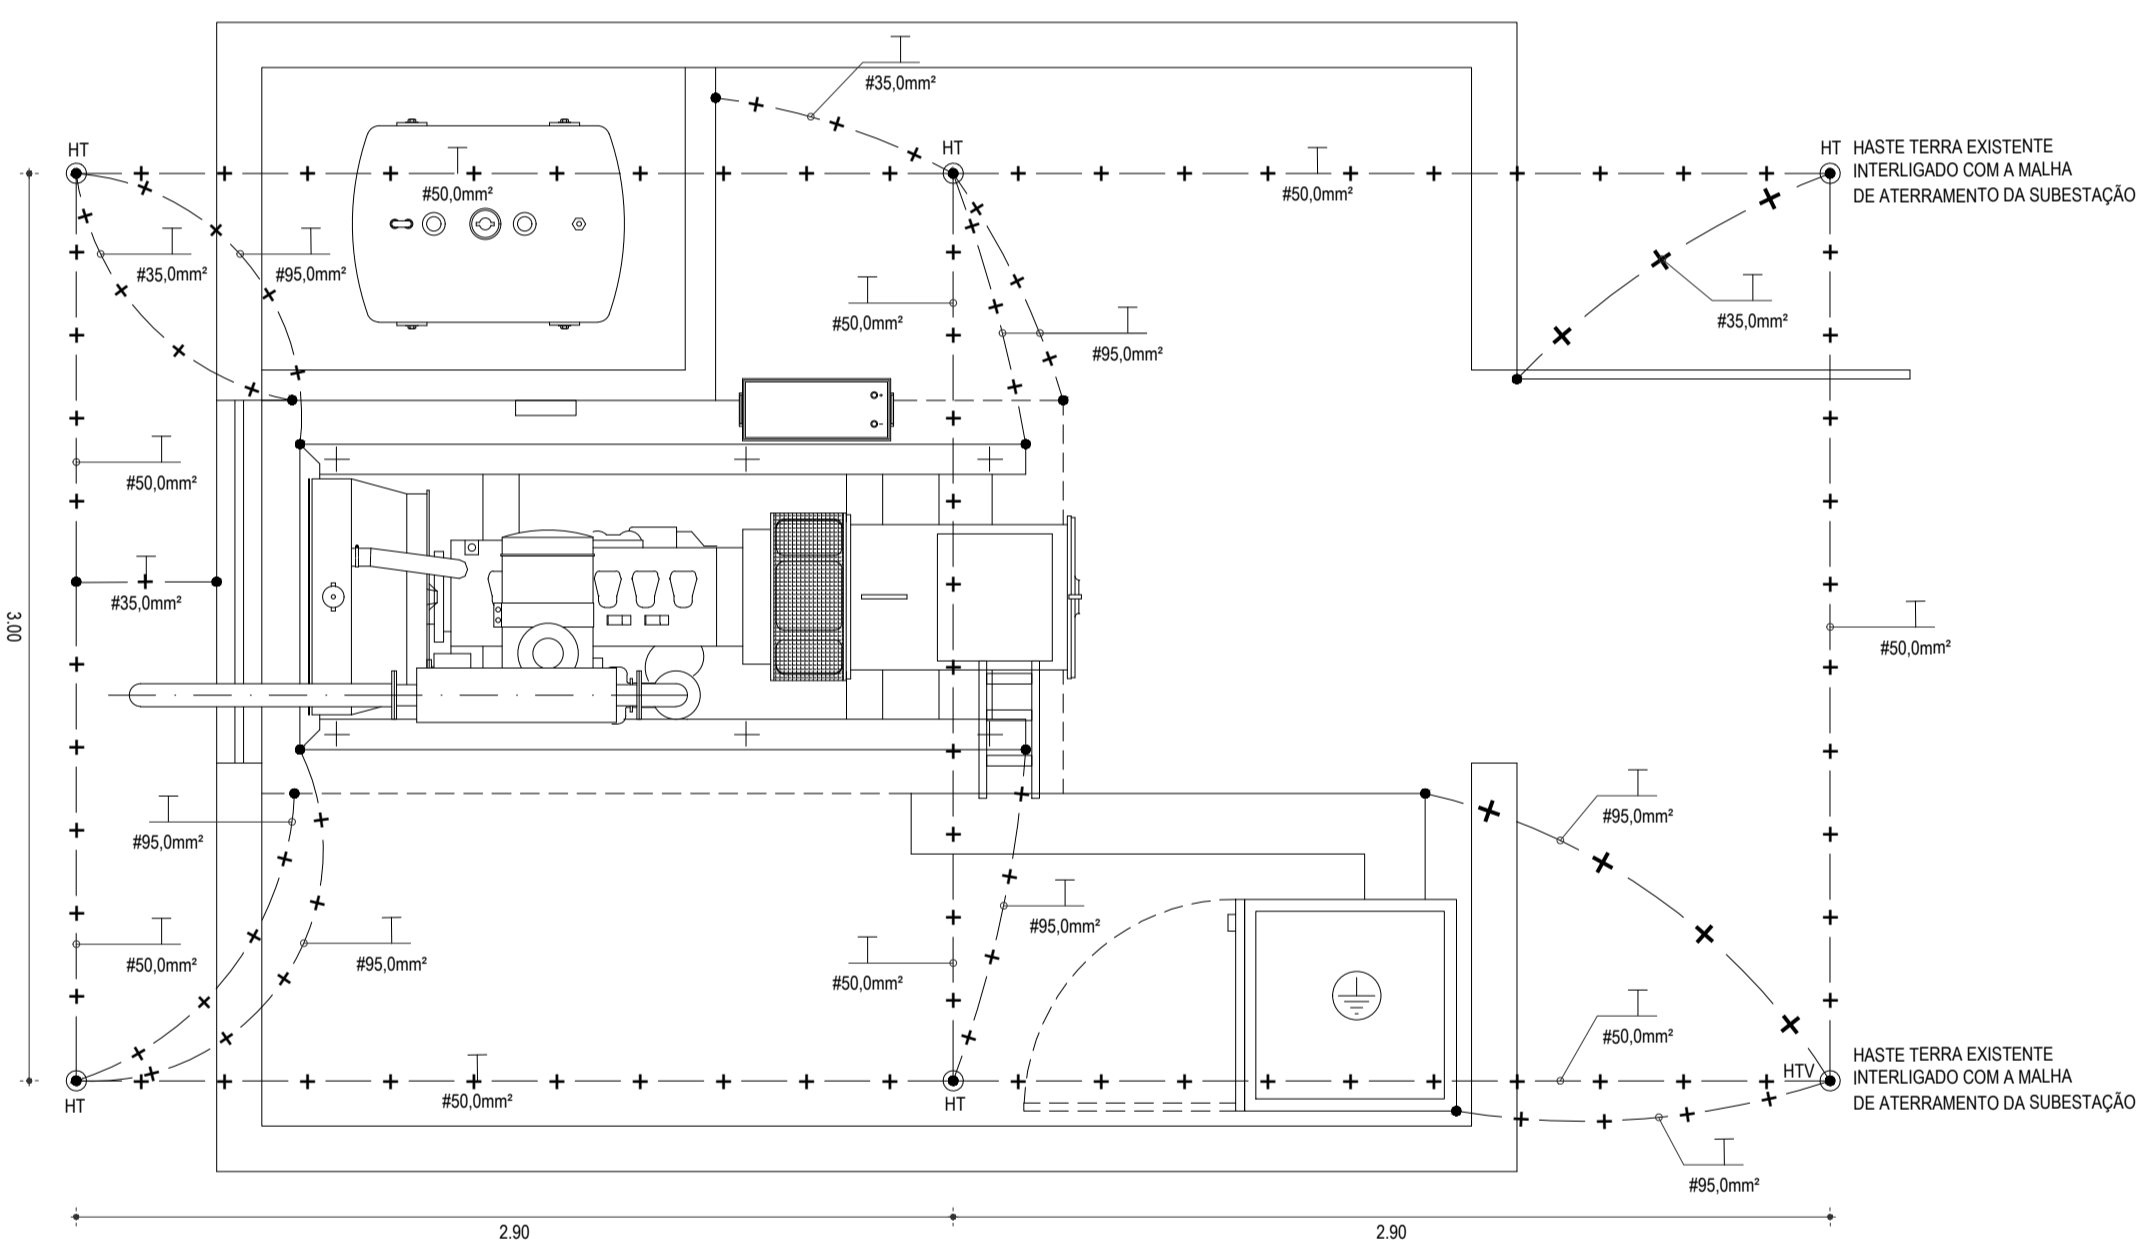 #35,0mm²
HT
HT
HT
HASTE TERRA EXISTENTE
INTERLIGADO COM A MALHA
DE ATERRAMENTO DA SUBESTAÇÃO
#50,0mm²
#50,0mm²
#35,0mm²
#95,0mm²
#50,0mm²
#95,0mm²
#35,0mm²
#50,0mm²
#35,0mm²
3.00
#50,0mm²
#95,0mm²
#95,0mm²
#50,0mm²
#95,0mm²
#95,0mm²
#50,0mm²
#50,0mm²
HTV
HASTE TERRA EXISTENTE
INTERLIGADO COM A MALHA
DE ATERRAMENTO DA SUBESTAÇÃO
HT
#50,0mm²
HT
#95,0mm²
2.90
2.90